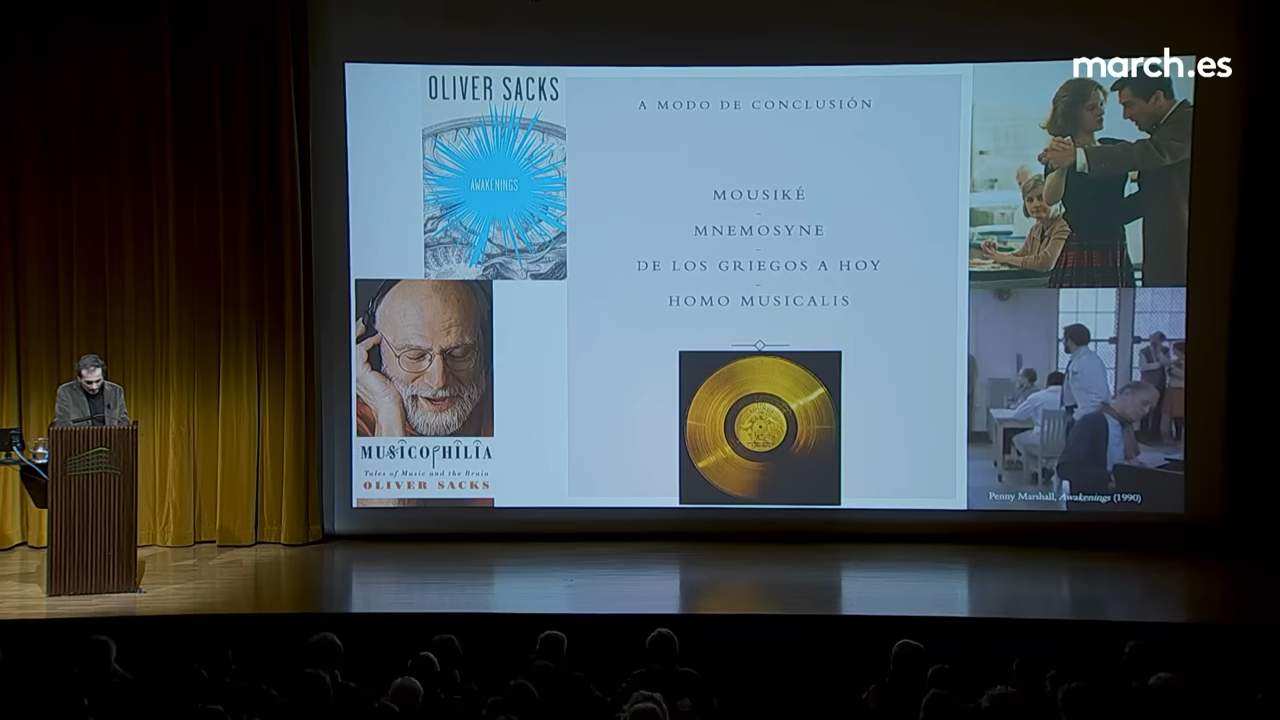 march.es
OLIVER SACKS
AWAKENINGS
MUSICOPHILIA
Tales of Music and the Brain
OLIVER SACKS
A MODO DE CONCLUSIÓN
MOUSIKÉ
-
MNEMOSYNE
-
DE LOS GRIEGOS A HOY
-
HOMO MUSICALIS
Penny Marshall, Awakenings (1990)